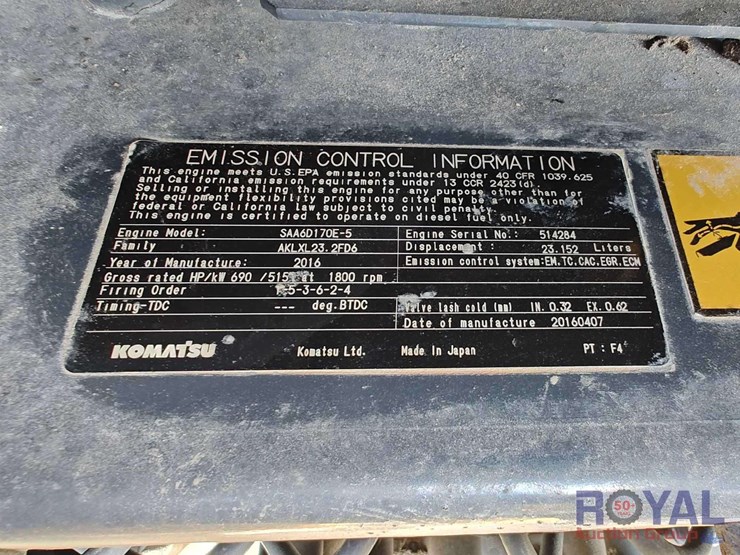 EMISSION CONTROL INFORMATION
This engine meets U.S.EPA emission standards under 40 CFR 1039.625
and California emission requirements under 13 CCR 2423(d).
Selling or installing this engine for any purpose other than for
the equipment flexibility provisions cited may be a violation of
federal or California law subject to civil penalty.
This engine is certified to operate on diesel fuel only.
Engine Model: SAA6D170E-5 Engine Serial No.: 514284
Family AKLXL23.2FD6 Displacement: 23.152 Liters
Year of Manufacture: 2016 Emission control system:EM.TC.CAC.EGR.ECM
Gross rated HP/kW 690 /515 at 1800 rpm
Firing Order 5-3-6-2-4
Timing-TDC --- deg.BTDC Valve lash cold (mm) IN. 0.32 EX. 0.62
Date of manufacture 20160407
KOMATSU Komatsu Ltd. Made In Japan PT : F4
ROYAL
50+
YEARS
Auction Group